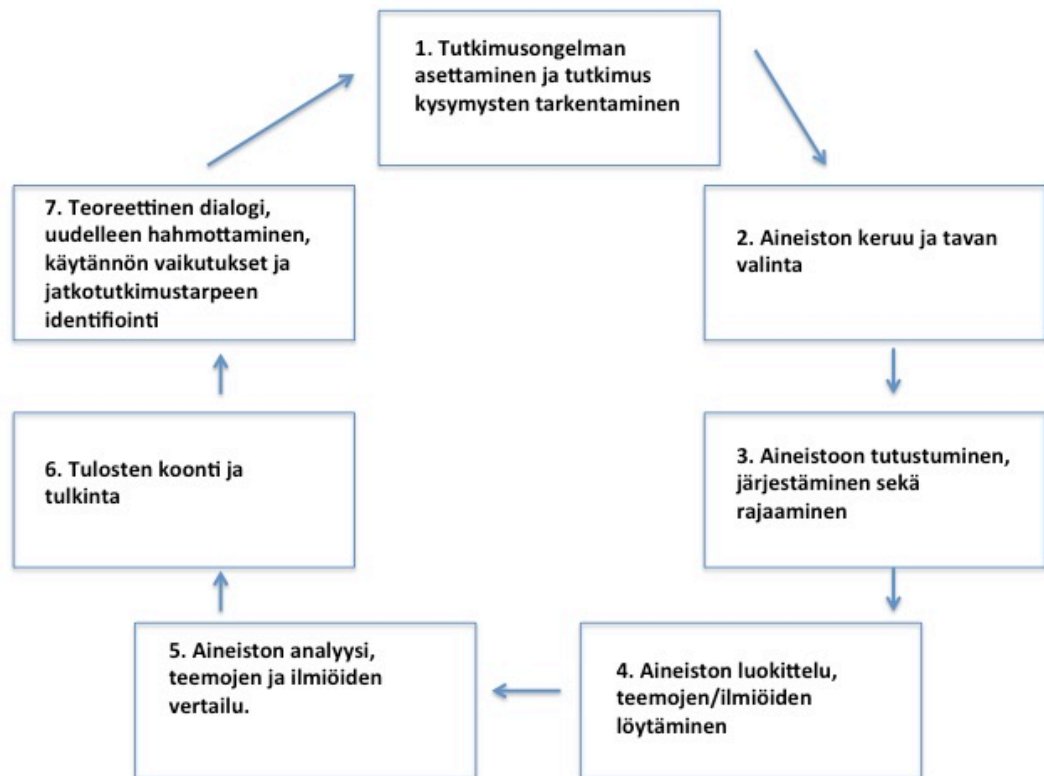 1. Tutkimusongelman
asettaminen ja tutkimus
kysymysten tarkentaminen
2. Aineiston keruu ja tavan
valinta
3. Aineistoon tutustuminen,
järjestäminen sekä
rajaaminen
4. Aineiston luokittelu,
teemojen/ilmiöiden
löytäminen
5. Aineiston analyysi,
teemojen ja ilmiöiden
vertailu.
6. Tulosten koonti ja
tulkinta
7. Teoreettinen dialogi,
uudelleen hahmottaminen,
käytännön vaikutukset ja
jatkotutkimustarpeen
identifiointi